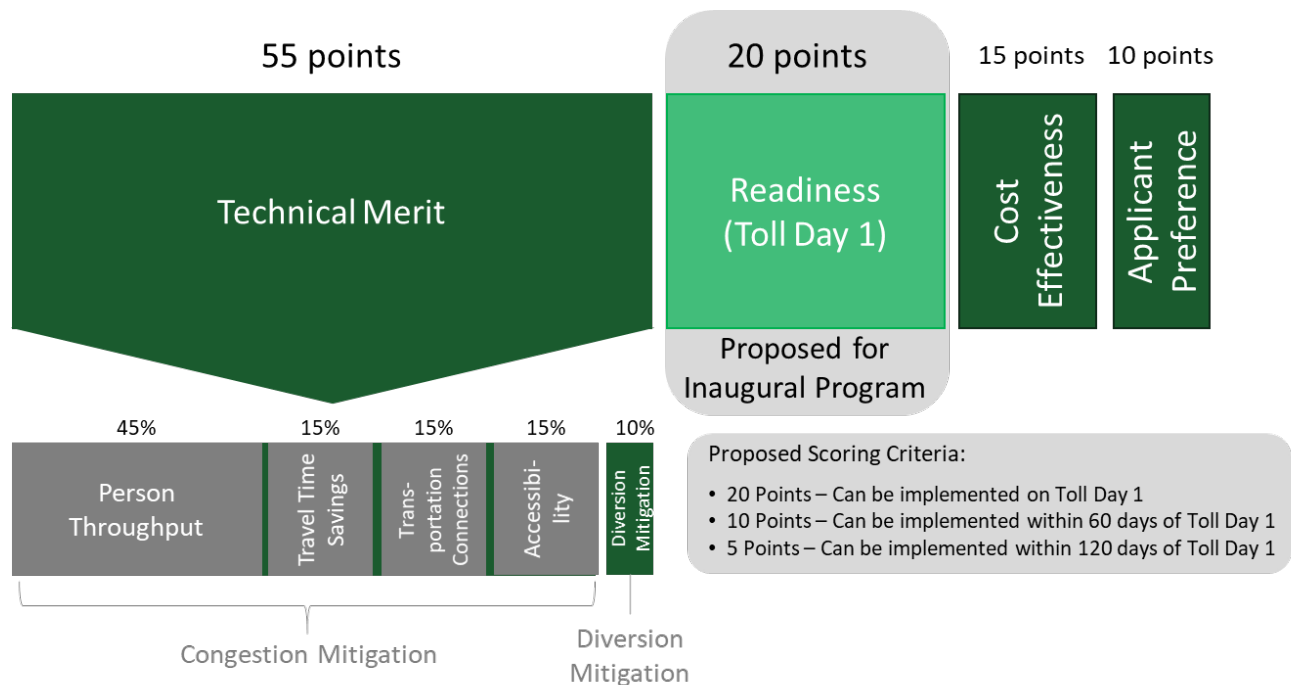 55 points
20 points
15 points
10 points
Technical Merit
Readiness
(Toll Day 1)
Cost
Effectiveness
Applicant
Preference
Proposed for
Inaugural Program
45%
15%
15%
15%
10%
Person
Throughput
Travel Time
Savings
Trans-
portation
Connections
Accessibi-
lity
Diversion
Mitigation
Congestion Mitigation
Diversion
Mitigation
Proposed Scoring Criteria:
• 20 Points – Can be implemented on Toll Day 1
• 10 Points – Can be implemented within 60 days of Toll Day 1
• 5 Points – Can be implemented within 120 days of Toll Day 1